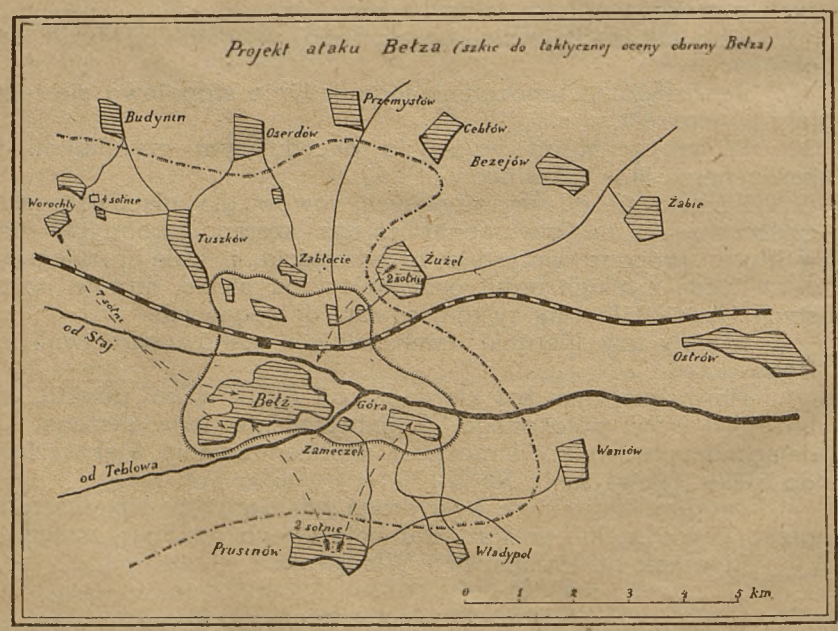 Projekt ataku Bełza (szkic do taktycznej oceny obrony Bełza)
Budynin
Oserdów
Przemysłów
Cebłów
Bezejów
Worochły
4 sotnie
Tuszków
Zabłocie
Żużel
2 sotnie
Żabie
7 sotni
od Staj
Ostrów
Bełz
Góra
Zameczek
od Teblowa
Waniów
2 sotnie
Prusinów
Władypol
0 1 2 3 4 5 km